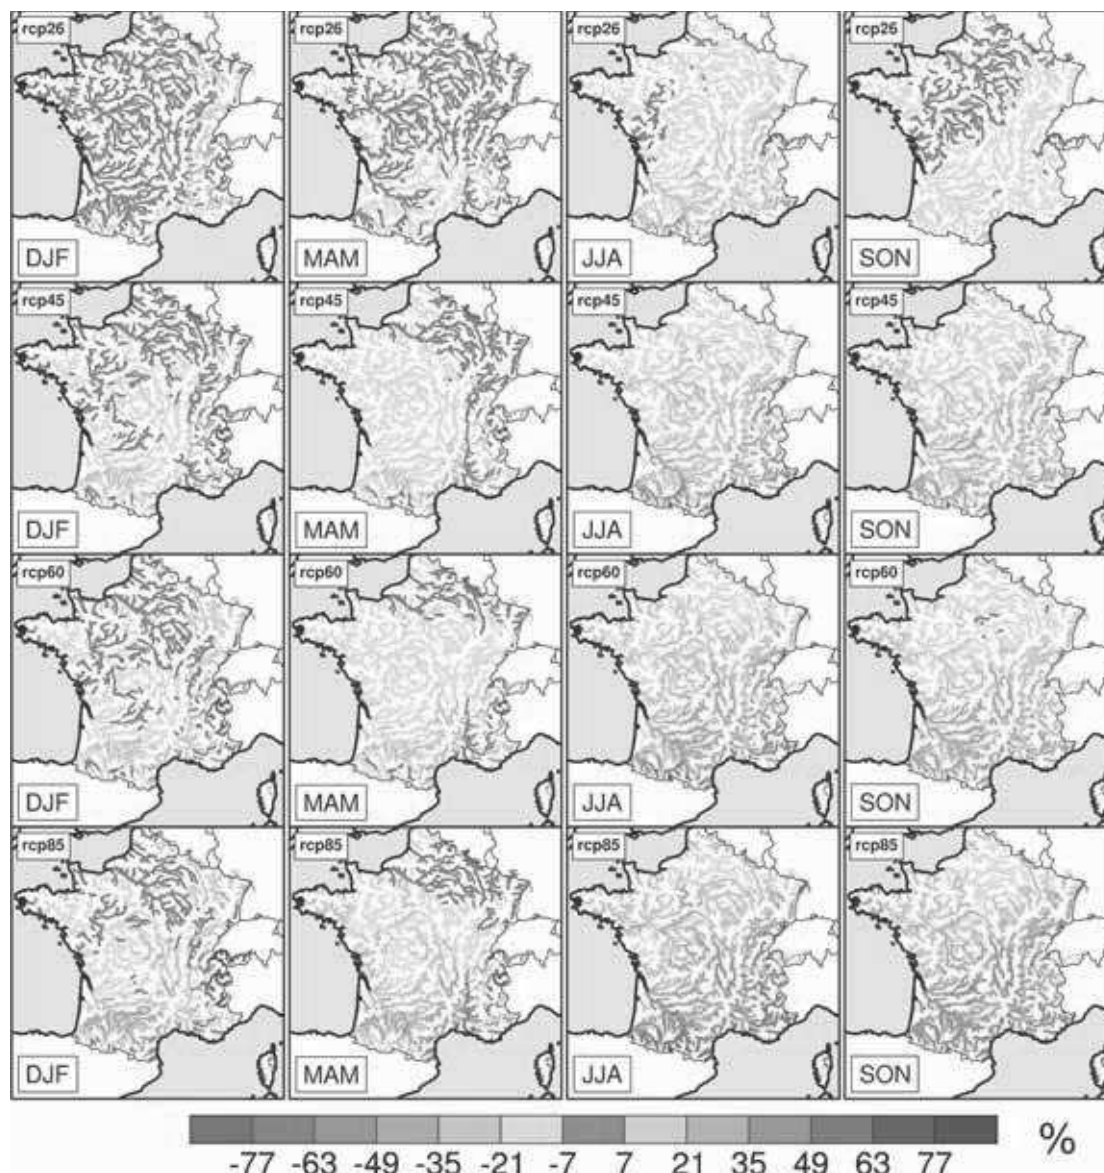 rcp26 rcp26 rcp26 rcp26
DJF MAM JJA SON
rcp45 rcp45 rcp45 rcp45
DJF MAM JJA SON
rcp60 rcp60 rcp60 rcp60
DJF MAM JJA SON
rcp85 rcp85 rcp85 rcp85
DJF MAM JJA SON
-77 -63 -49 -35 -21 -7 7 21 35 49 63 77 %